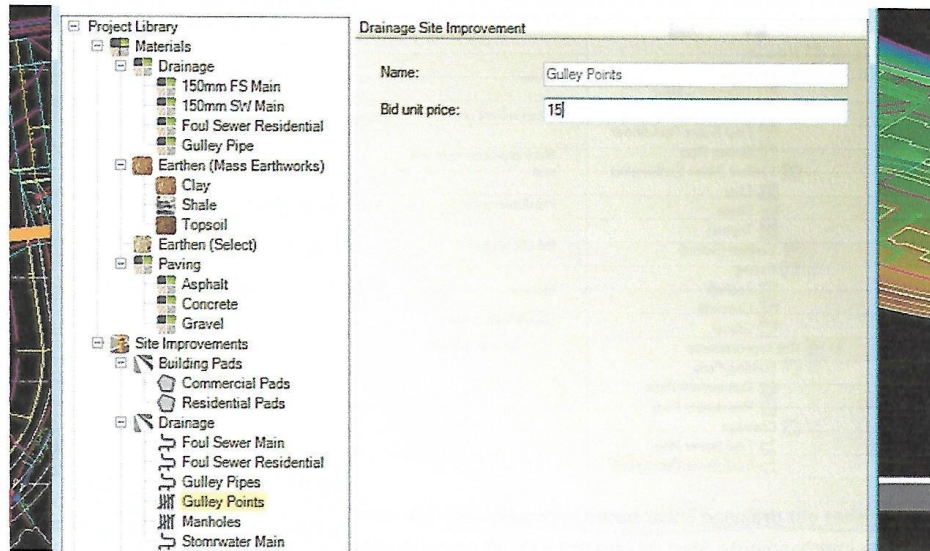 Project Library
Materials
Drainage
150mm FS Main
150mm SW Main
Foul Sewer Residential
Gulley Pipe
Earthen (Mass Earthworks)
Clay
Shale
Topsoil
Earthen (Select)
Paving
Asphalt
Concrete
Gravel
Site Improvements
Building Pads
Commercial Pads
Residential Pads
Drainage
Foul Sewer Main
Foul Sewer Residential
Gulley Pipes
Gulley Points
Manholes
Stomrwater Main
Drainage Site Improvement
Name: Gulley Points
Bid unit price: 15